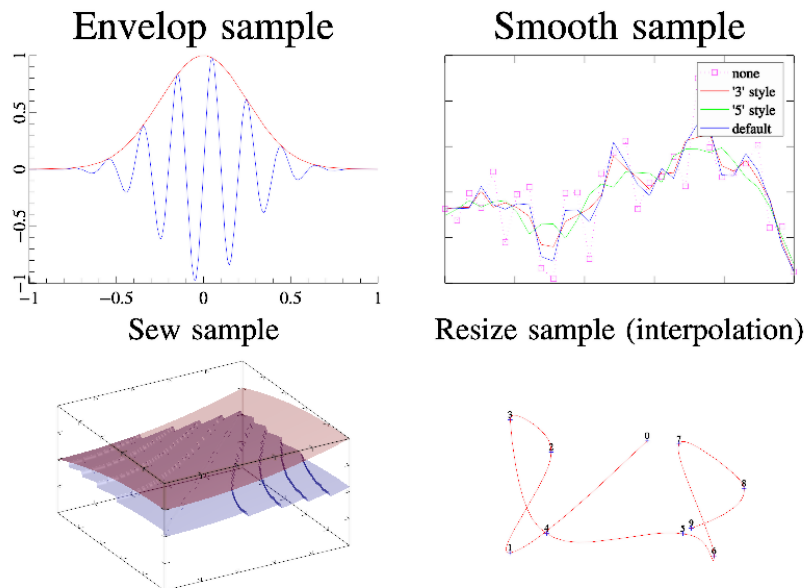 Envelop sample
1
0.5
0
−0.5
−1
−1
−0.5
0
0.5
1
Smooth sample
none
'3' style
'5' style
default
Sew sample
Resize sample (interpolation)
3
2
0
7
8
4
5
9
1
6